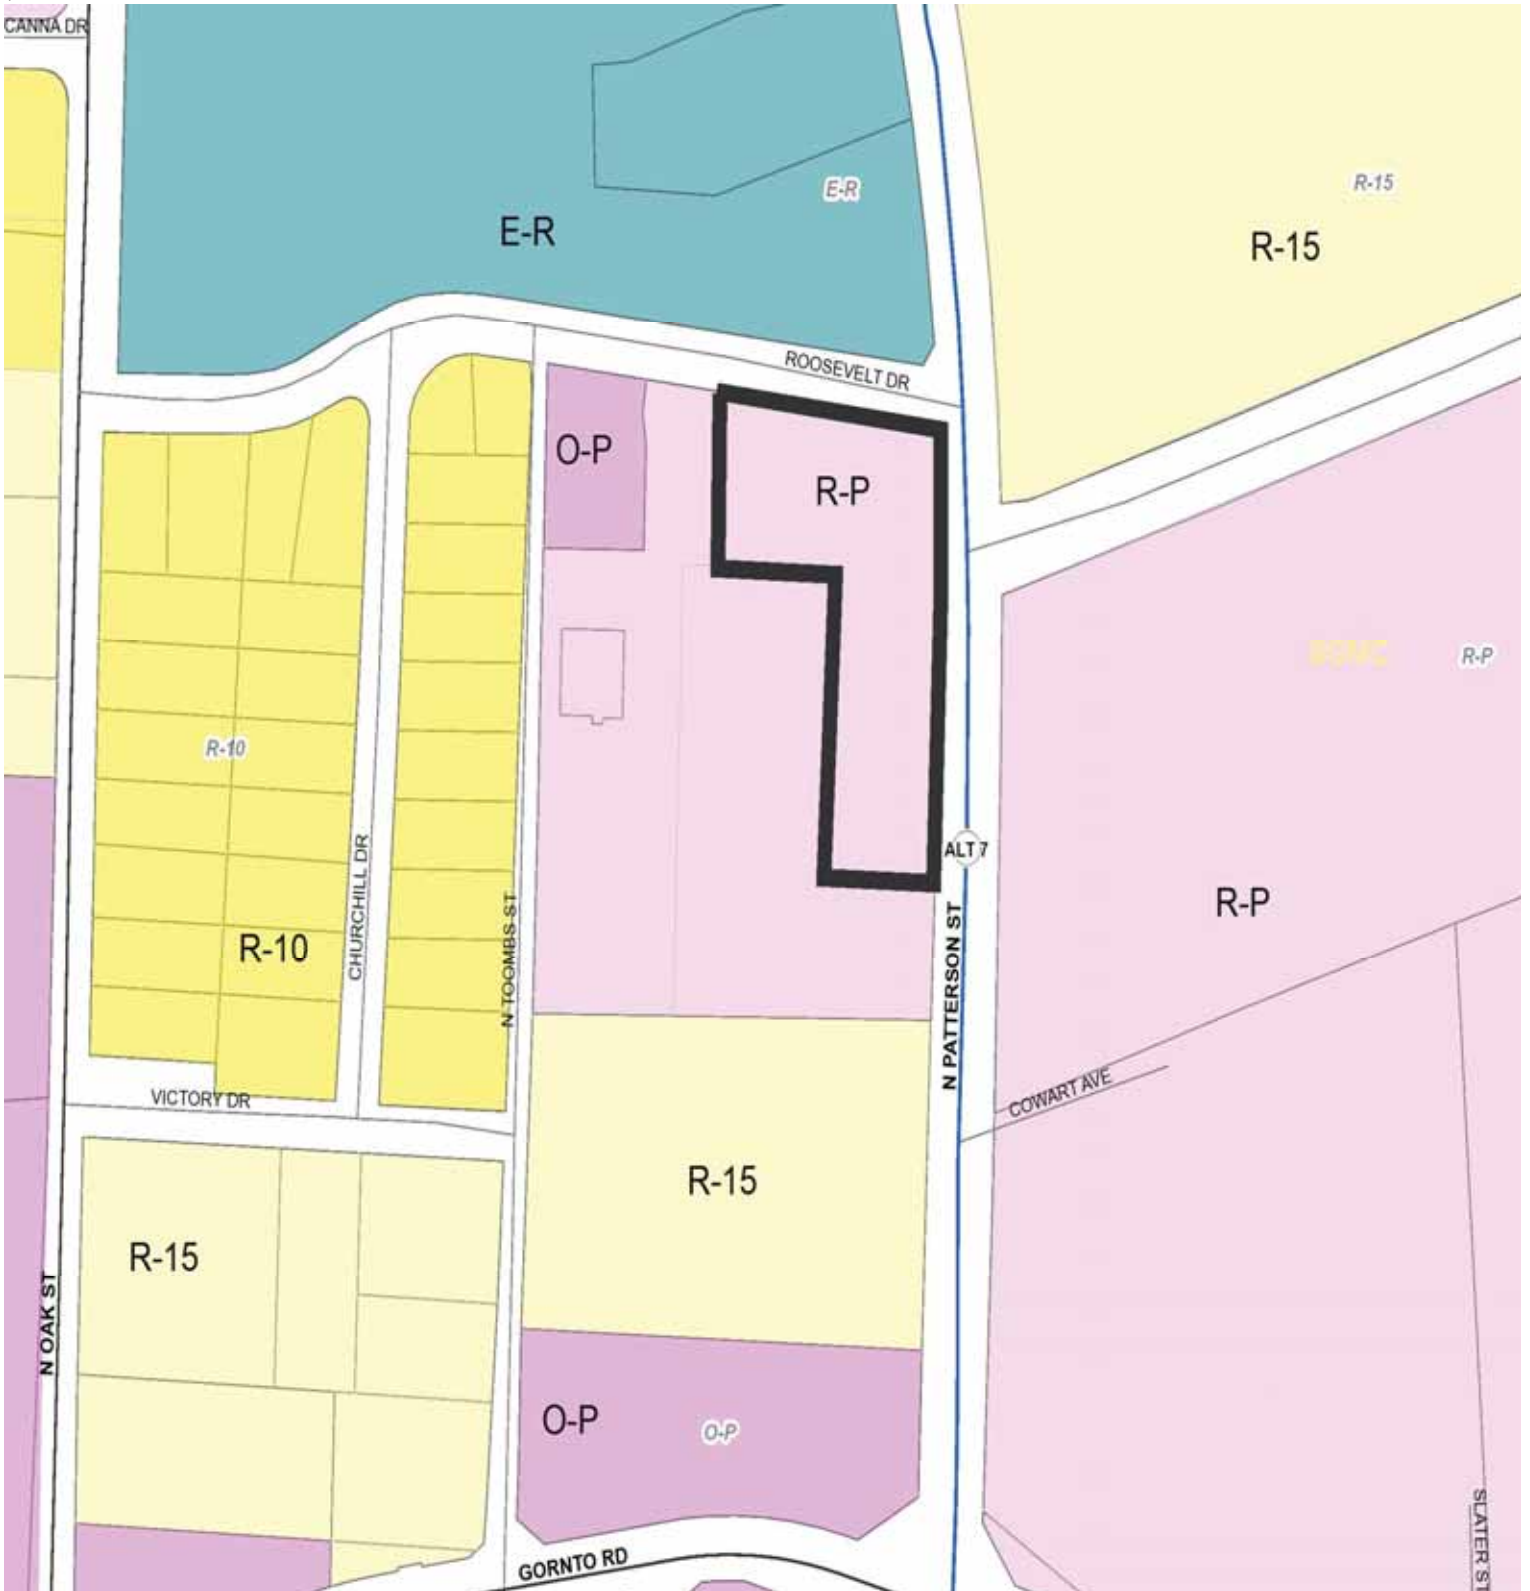 CANNA DR
E-R
R-15
E-R
R-15
ROOSEVELT DR
O-P
R-P
R-P
R-10
ALT 7
CHURCHILL DR
R-P
R-10
N TOOMBS ST
N PATTERSON ST
VICTORY DR
COWART AVE
R-15
R-15
N OAK ST
O-P
O-P
SLATER ST
GORNTO RD